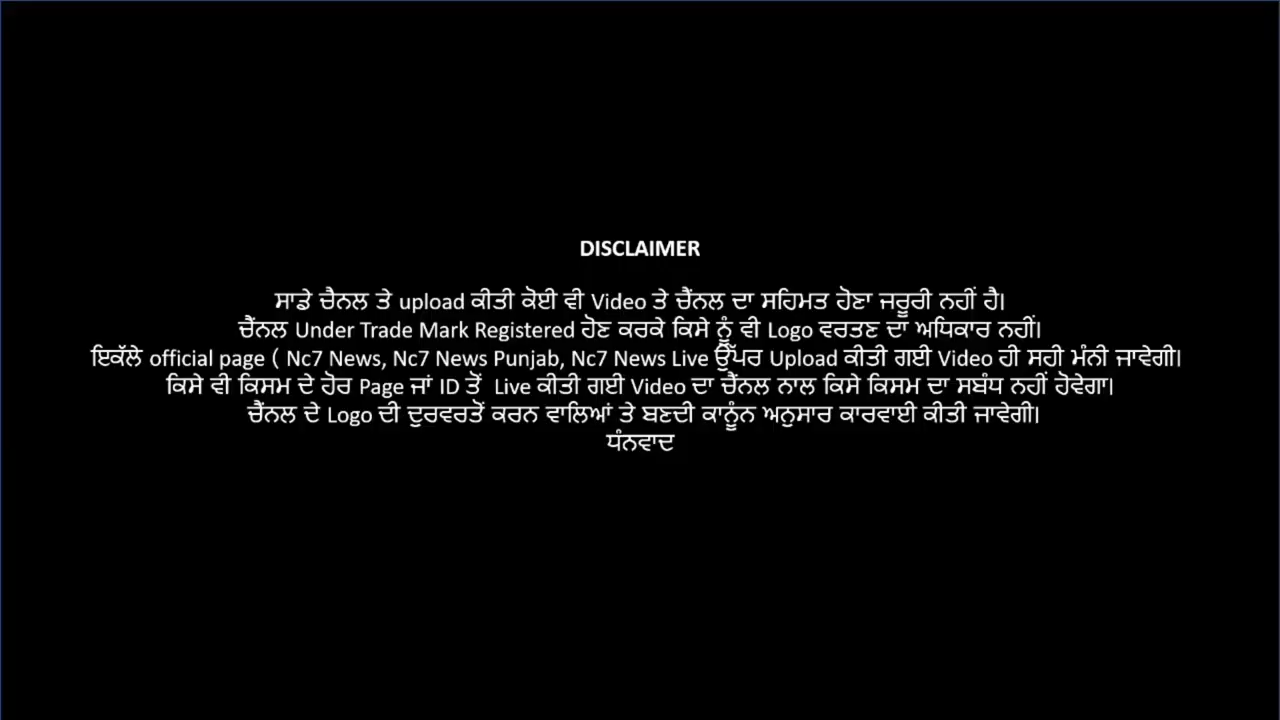 DISCLAIMER
ਸਾਡੇ ਚੈਨਲ ਤੇ upload ਕੀਤੀ ਕੋਈ ਵੀ Video ਤੇ ਚੈਂਨਲ ਦਾ ਸਹਿਮਤ ਹੋਣਾ ਜਰੂਰੀ ਨਹੀਂ ਹੈ।
ਚੈਂਨਲ Under Trade Mark Registered ਹੋਣ ਕਰਕੇ ਕਿਸੇ ਨੂੰ ਵੀ Logo ਵਰਤਣ ਦਾ ਅਧਿਕਾਰ ਨਹੀਂ।
ਇਕੱਲੇ official page ( Nc7 News, Nc7 News Punjab, Nc7 News Live ਉੱਪਰ Upload ਕੀਤੀ ਗਈ Video ਹੀ ਸਹੀ ਮੰਨੀ ਜਾਵੇਗੀ।
ਕਿਸੇ ਵੀ ਕਿਸਮ ਦੇ ਹੋਰ Page ਜਾਂ ID ਤੋਂ Live ਕੀਤੀ ਗਈ Video ਦਾ ਚੈਂਨਲ ਨਾਲ ਕਿਸੇ ਕਿਸਮ ਦਾ ਸਬੰਧ ਨਹੀਂ ਹੋਵੇਗਾ।
ਚੈਂਨਲ ਦੇ Logo ਦੀ ਦੁਰਵਰਤੋਂ ਕਰਨ ਵਾਲਿਆਂ ਤੇ ਬਣਦੀ ਕਾਨੂੰਨ ਅਨੁਸਾਰ ਕਾਰਵਾਈ ਕੀਤੀ ਜਾਵੇਗੀ।
ਧੰਨਵਾਦ